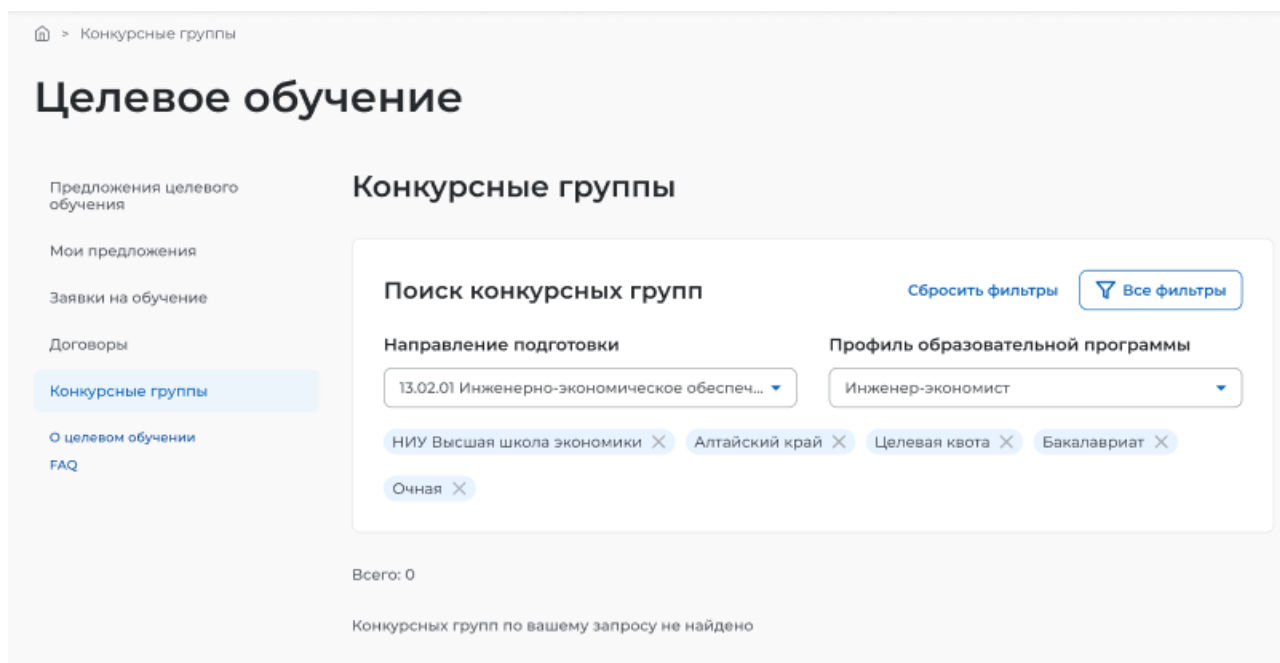 > Конкурсные группы
Целевое обучение
Предложения целевого
обучения
Мои предложения
Заявки на обучение
Договоры
Конкурсные группы
О целевом обучении
FAQ
Конкурсные группы
Поиск конкурсных групп
Сбросить фильтры
Все фильтры
Направление подготовки
Профиль образовательной программы
13.02.01 Инженерно-экономическое обеспеч...
Инженер-экономист
НИУ Высшая школа экономики
Алтайский край
Целевая квота
Бакалавриат
Очная
Всего: 0
Конкурсных групп по вашему запросу не найдено